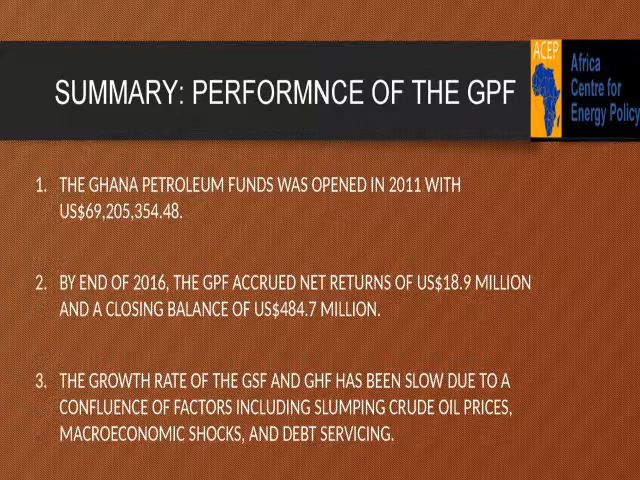 SUMMARY: PERFORMNCE OF THE GPF
ACEP
Africa
Centre for
Energy Policy
1. THE GHANA PETROLEUM FUNDS WAS OPENED IN 2011 WITH
US$69,205,354.48.
2. BY END OF 2016, THE GPF ACCRUED NET RETURNS OF US$18.9 MILLION
AND A CLOSING BALANCE OF US$484.7 MILLION.
3. THE GROWTH RATE OF THE GSF AND GHF HAS BEEN SLOW DUE TO A
CONFLUENCE OF FACTORS INCLUDING SLUMPING CRUDE OIL PRICES,
MACROECONOMIC SHOCKS, AND DEBT SERVICING.